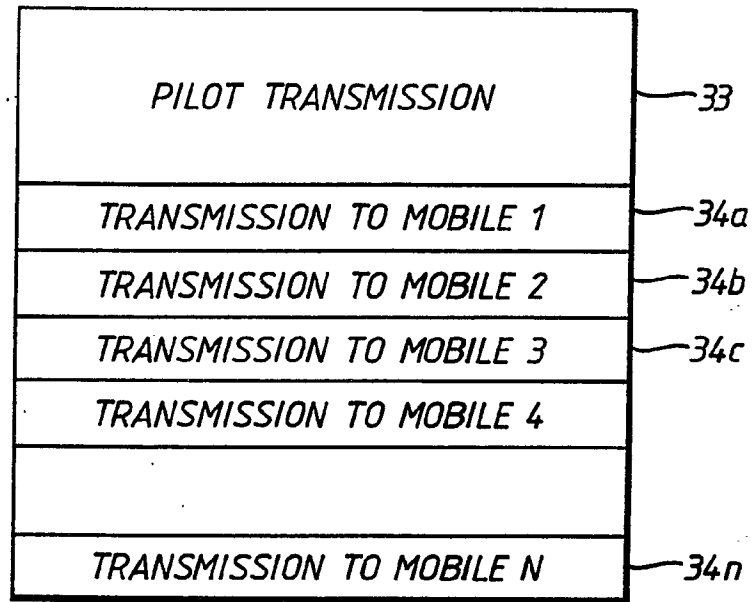 PILOT TRANSMISSION 33
TRANSMISSION TO MOBILE 1 34a
TRANSMISSION TO MOBILE 2 34b
TRANSMISSION TO MOBILE 3 34c
TRANSMISSION TO MOBILE 4
TRANSMISSION TO MOBILE N 34n